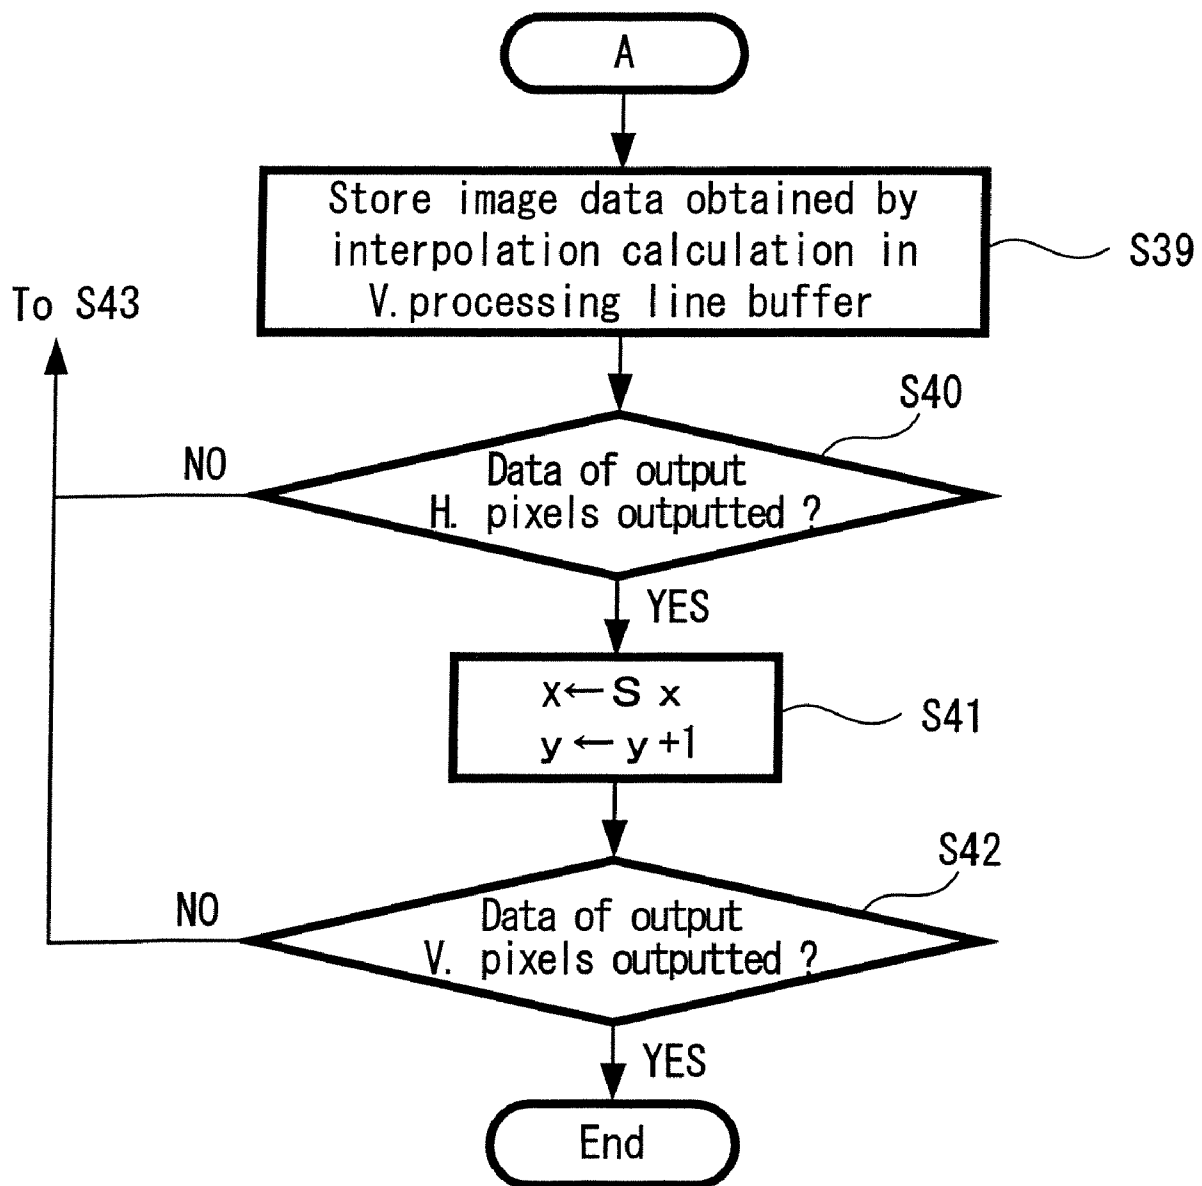 A
Store image data obtained by
interpolation calculation in
V.processing line buffer
S39
To S43
S40
NO
Data of output
H. pixels outputted ?
YES
x←S x
y←y+1
S41
S42
NO
Data of output
V. pixels outputted ?
YES
End